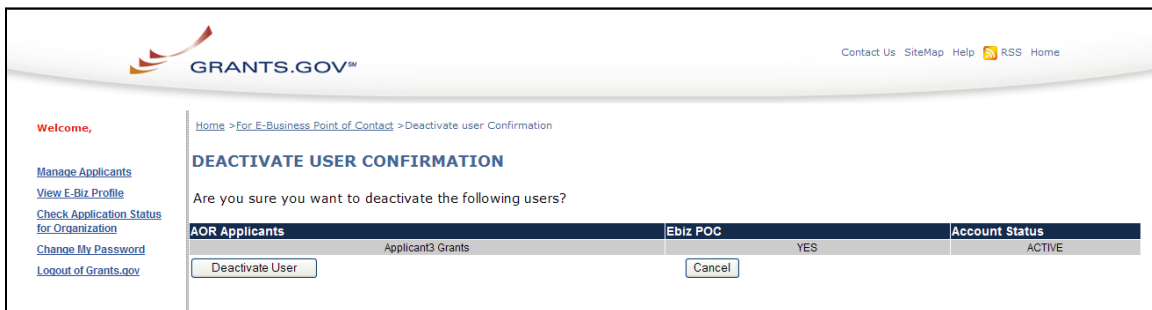 GRANTS.GOV℠
Contact Us SiteMap Help RSS Home
Welcome,
Home >For E-Business Point of Contact >Deactivate user Confirmation
DEACTIVATE USER CONFIRMATION
Manage Applicants
View E-Biz Profile
Check Application Status
for Organization
Change My Password
Logout of Grants.gov
Are you sure you want to deactivate the following users?
AOR Applicants Ebiz POC Account Status
Applicant3 Grants YES ACTIVE
Deactivate User Cancel